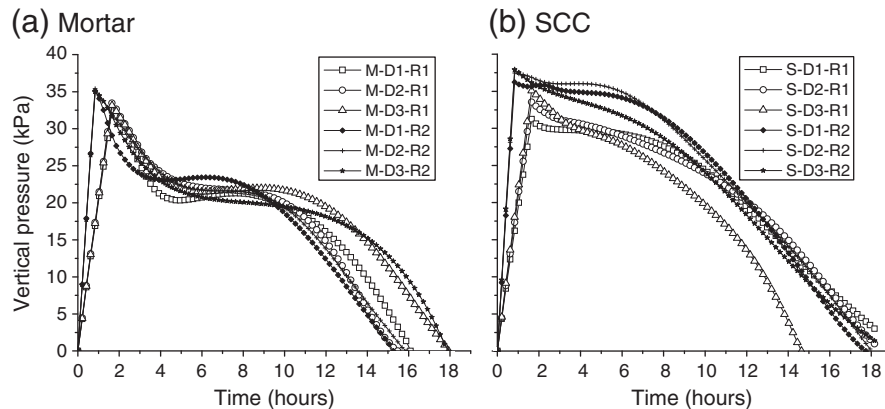 (a) Mortar
40
35
30
25
20
15
10
5
0
Vertical pressure (kPa)
0 2 4 6 8 10 12 14 16 18
Time (hours)
M-D1-R1
M-D2-R1
M-D3-R1
M-D1-R2
M-D2-R2
M-D3-R2
(b) SCC
0 2 4 6 8 10 12 14 16 18
Time (hours)
S-D1-R1
S-D2-R1
S-D3-R1
S-D1-R2
S-D2-R2
S-D3-R2